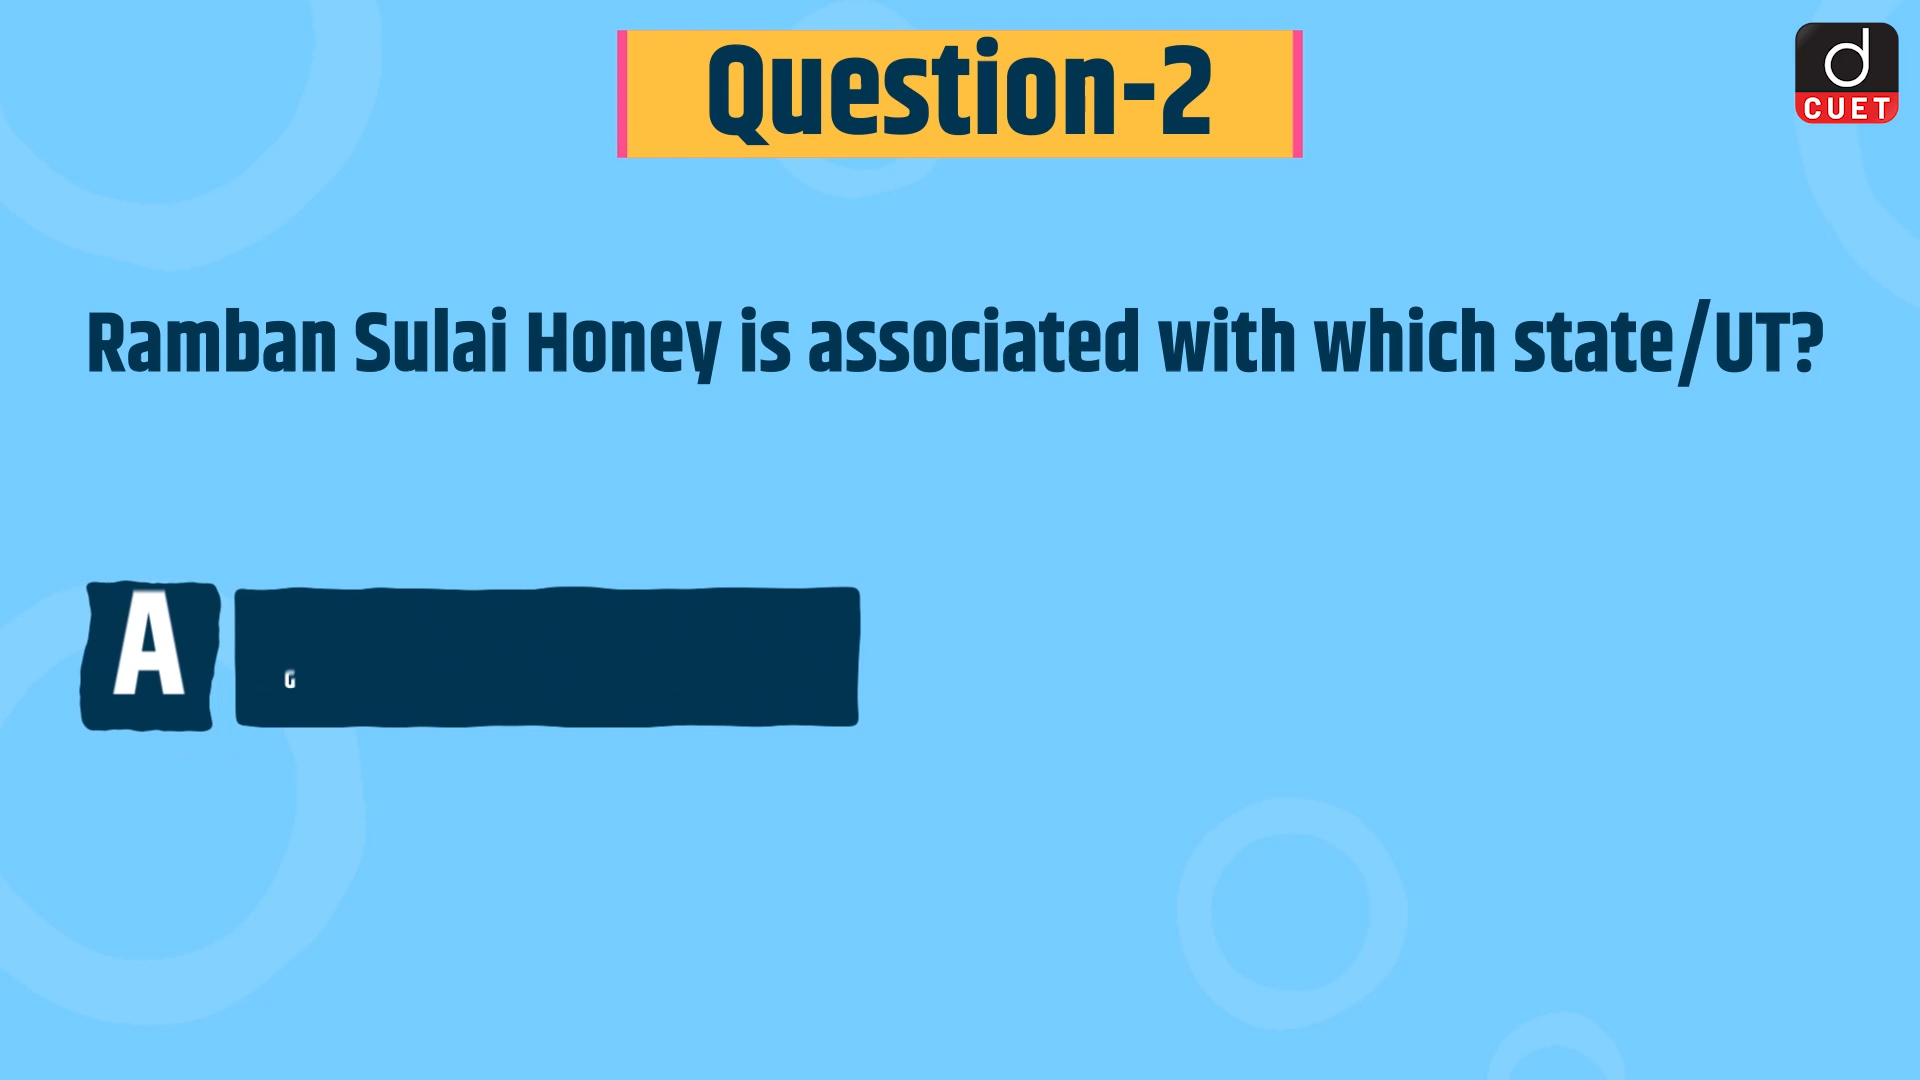 Question-2
d
CUET
Ramban Sulai Honey is associated with which state/UT?
A
G